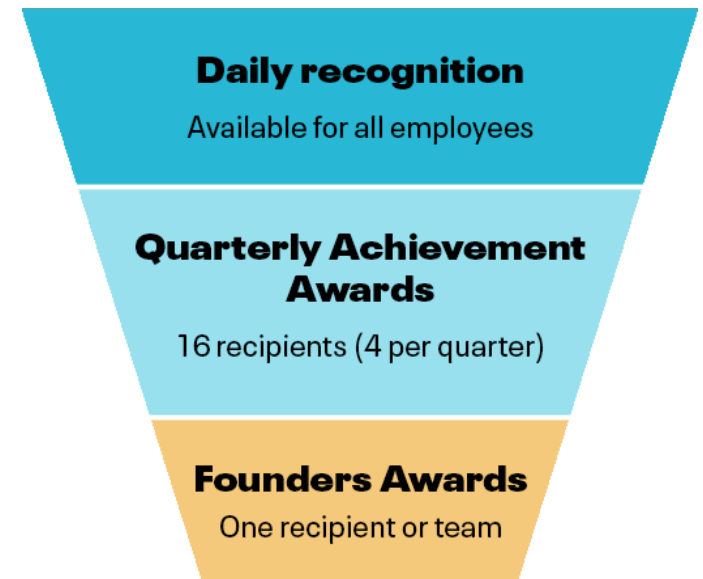 Daily recognition
Available for all employees
Quarterly Achievement
Awards
16 recipients (4 per quarter)
Founders Awards
One recipient or team